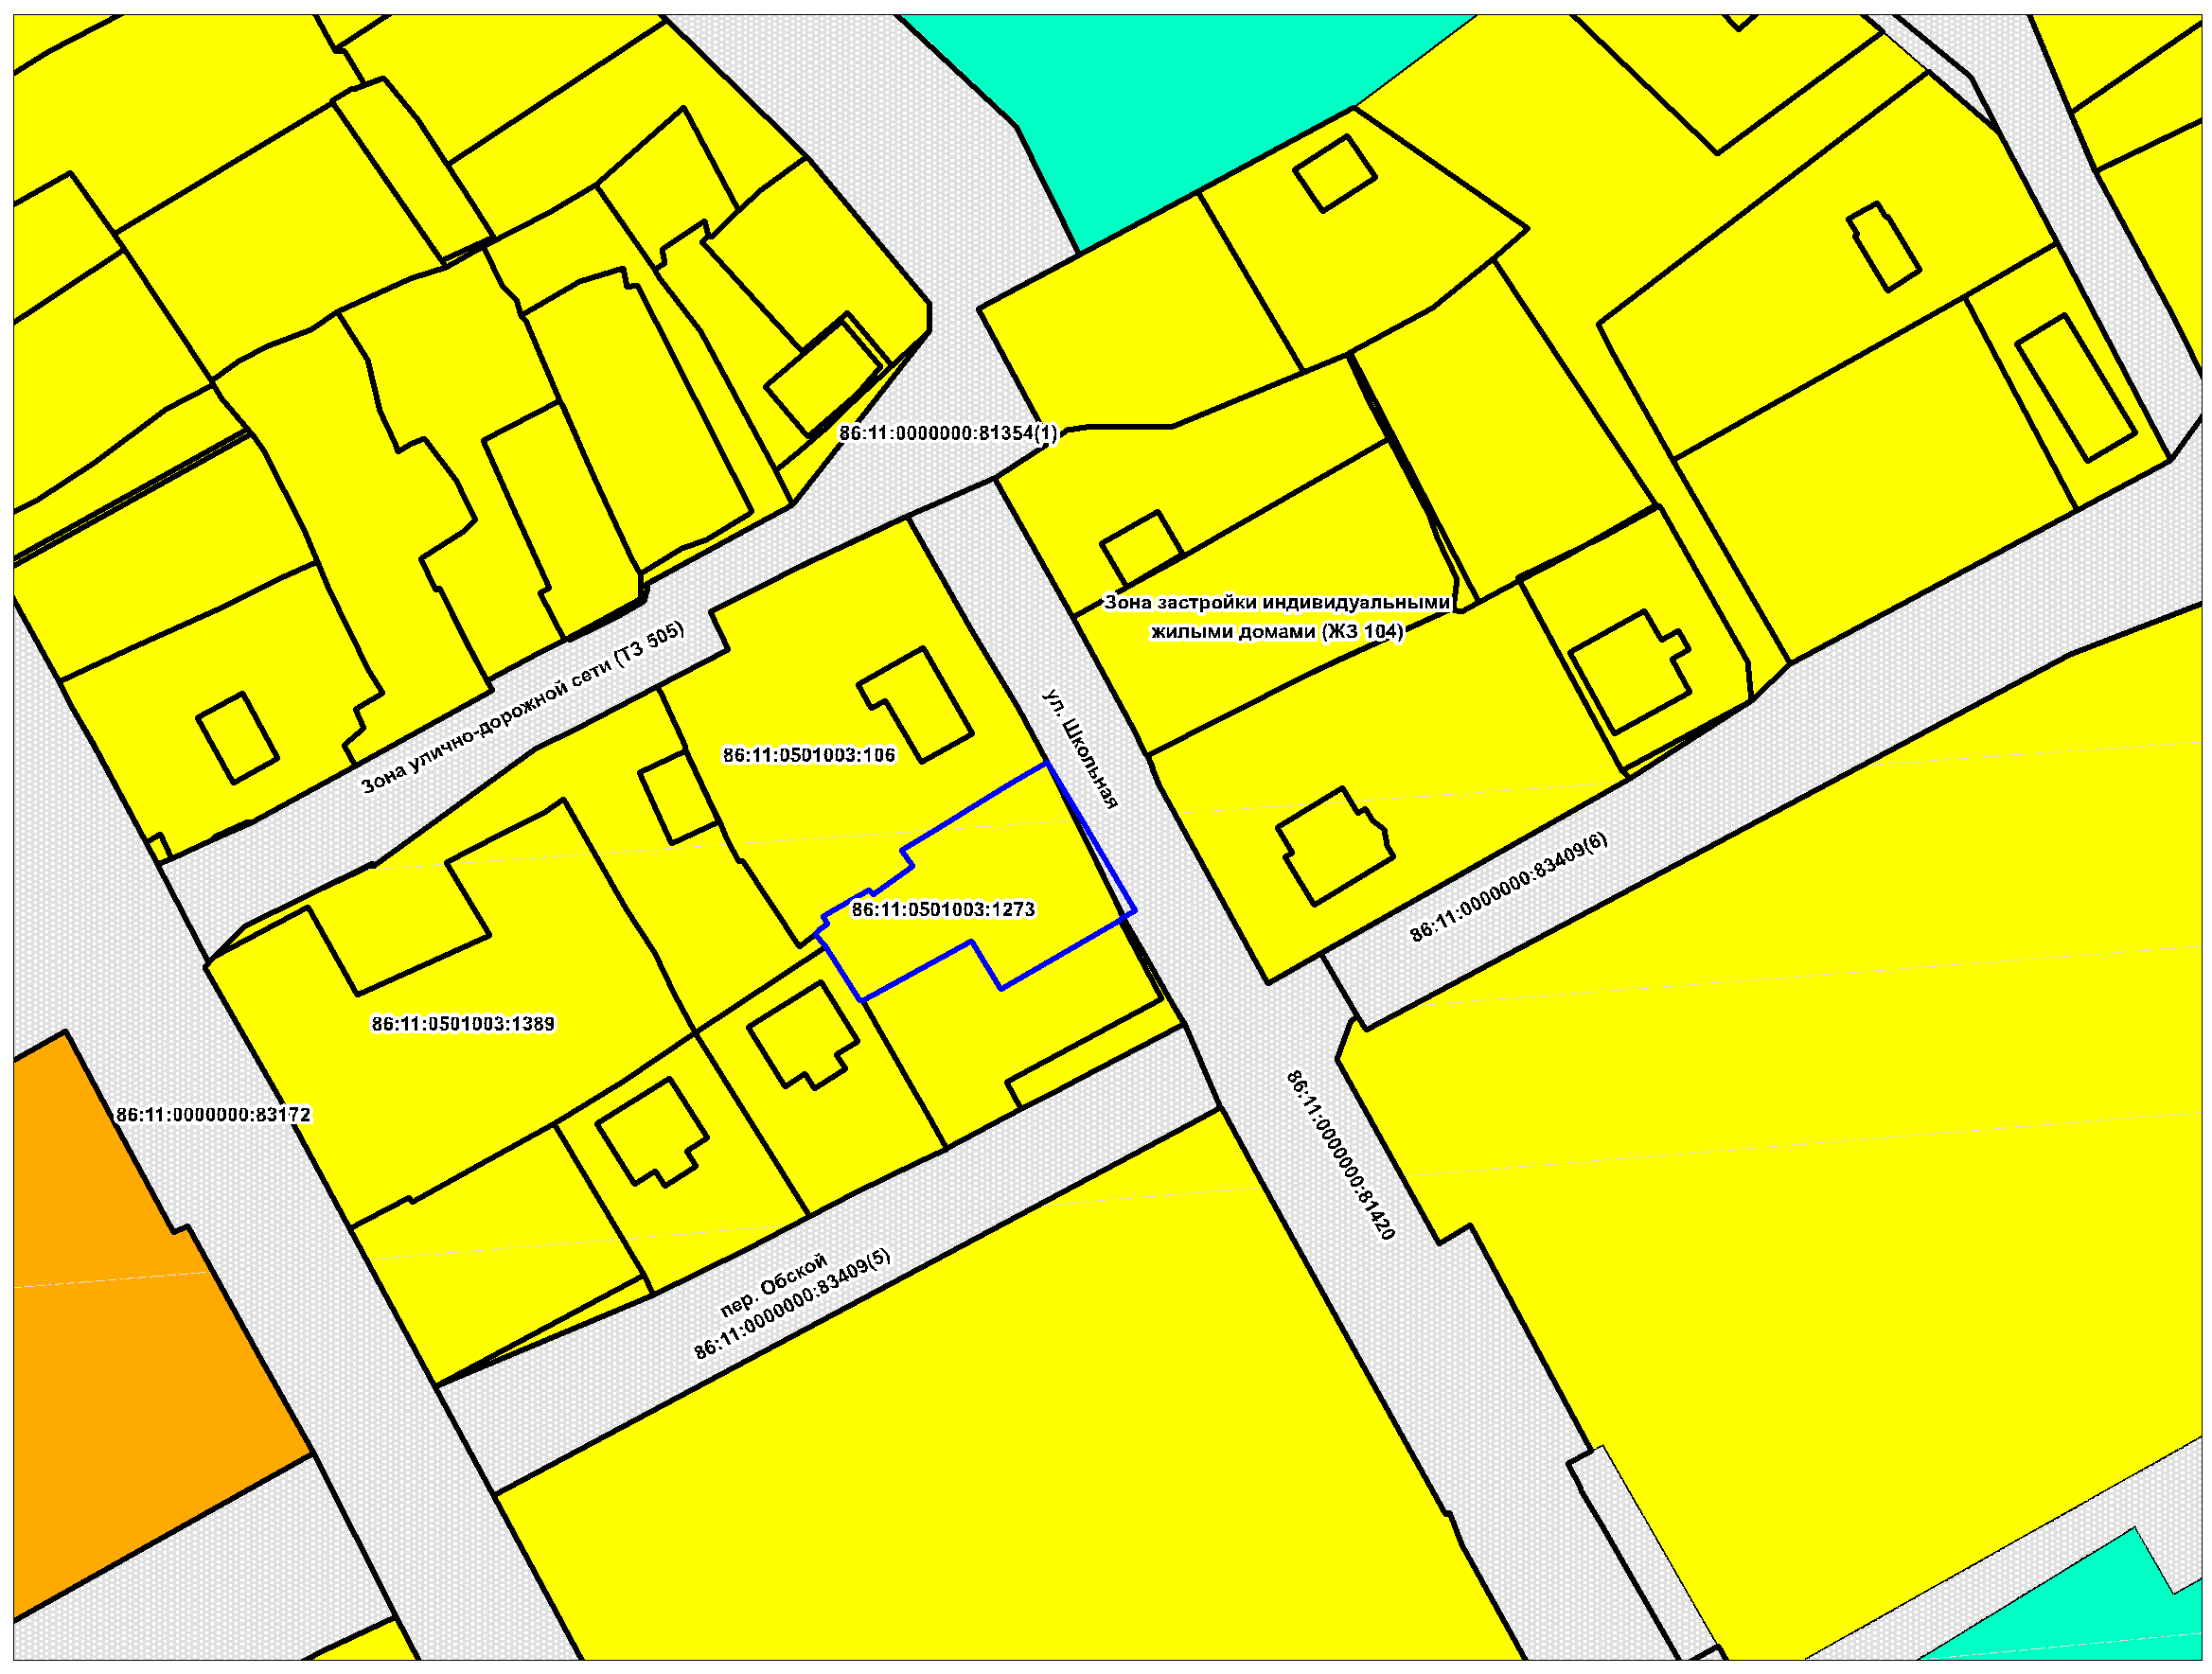 86:11:0000000:81354(1)
Зона застройки индивидуальными
жилыми домами (ЖЗ 104)
Зона улично-дорожной сети (ТЗ 505)
ул. Школьная
86:11:0501003:106
86:11:0000000:83409(6)
86:11:0501003:1273
86:11:0501003:1389
86:11:0000000:83172
86:11:0000000:81420
пер. Обской
86:11:0000000:83409(5)